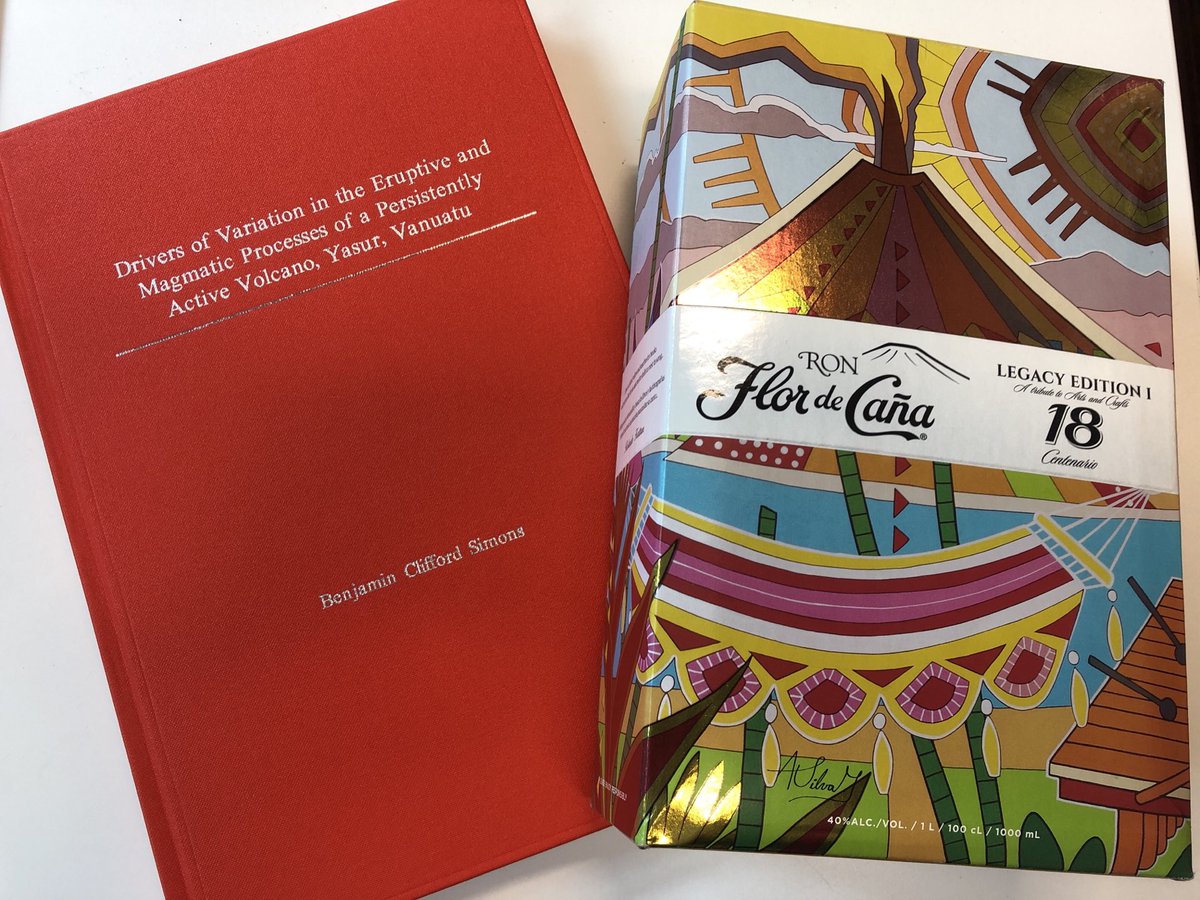 Drivers of Variation in the Eruptive and
Magmatic Processes of a Persistently
Active Volcano, Yasur, Vanuatu
Benjamin Clifford Simons
RON
Flor de Caña®
LEGACY EDITION I
A tribute to Arts and Crafts
18
Centenario
A Silva
40%ALC./VOL. / 1 L / 100 cL / 1000 mL